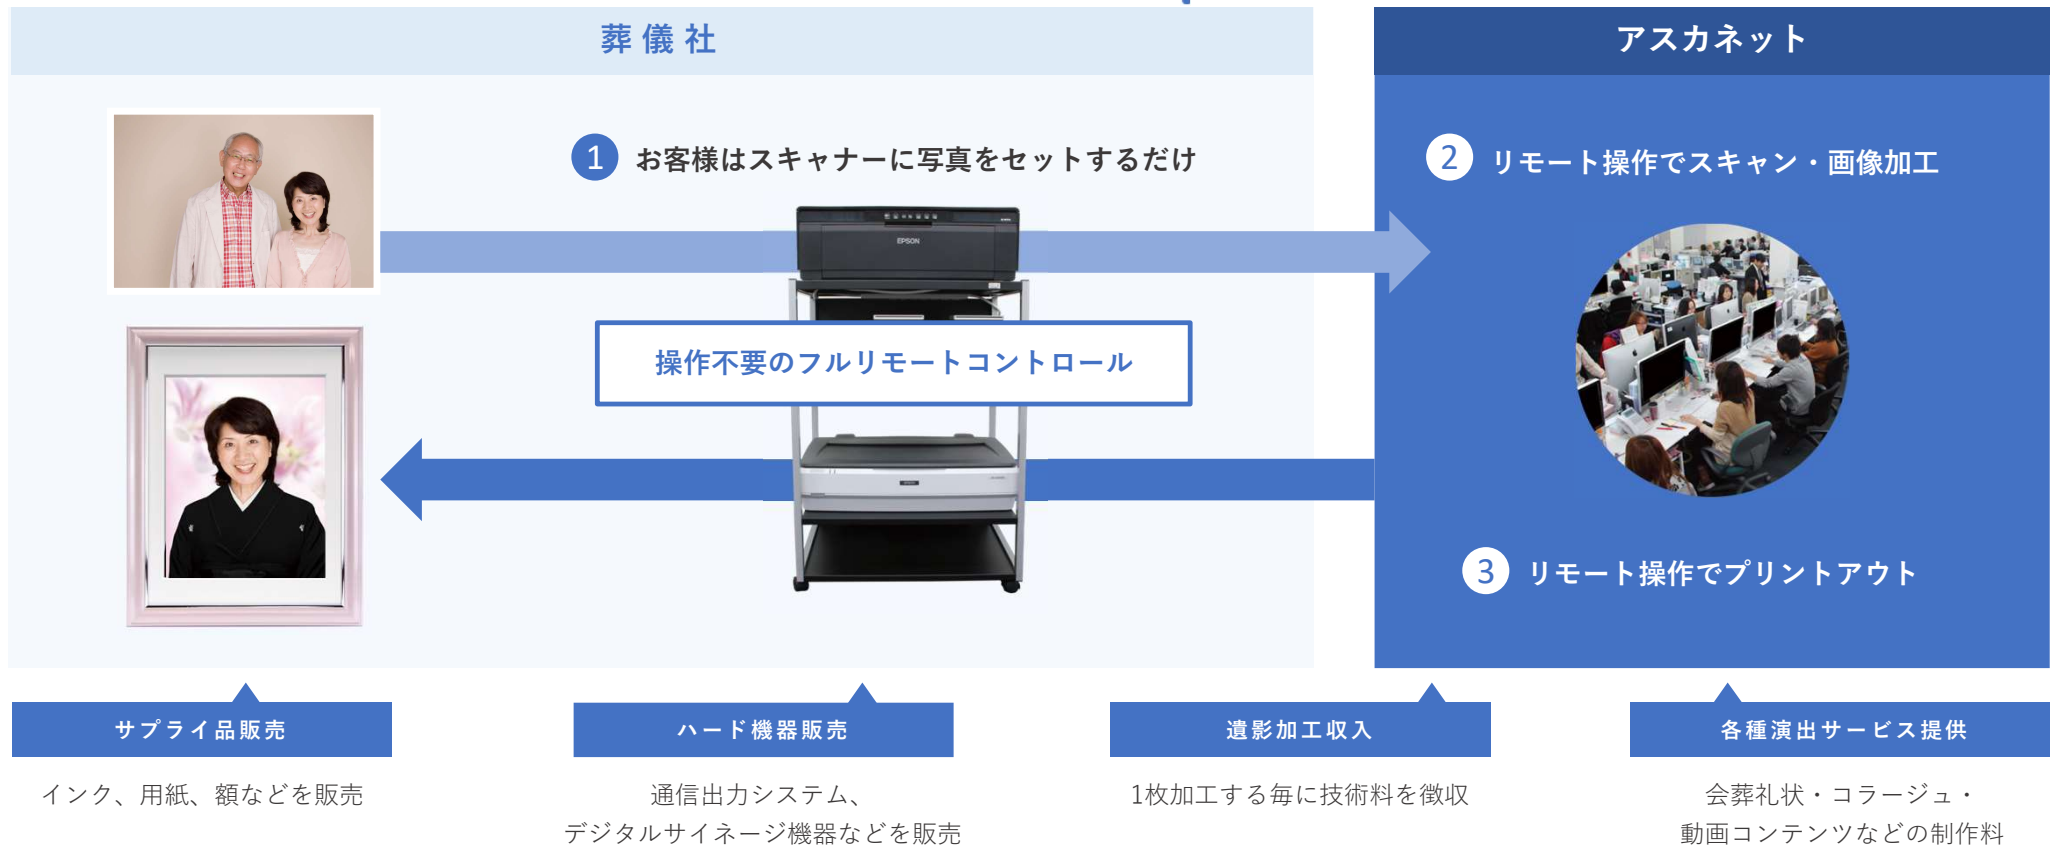 葬儀社
アスカネット
1 お客様はスキャナーに写真をセットするだけ
2 リモート操作でスキャン・画像加工
EPSON
操作不要のフルリモートコントロール
EPSON
3 リモート操作でプリントアウト
サプライ品販売
インク、用紙、額などを販売
ハード機器販売
通信出力システム、
デジタルサイネージ機器などを販売
遺影加工収入
1枚加工する毎に技術料を徴収
各種演出サービス提供
会葬礼状・コラージュ・
動画コンテンツなどの制作料